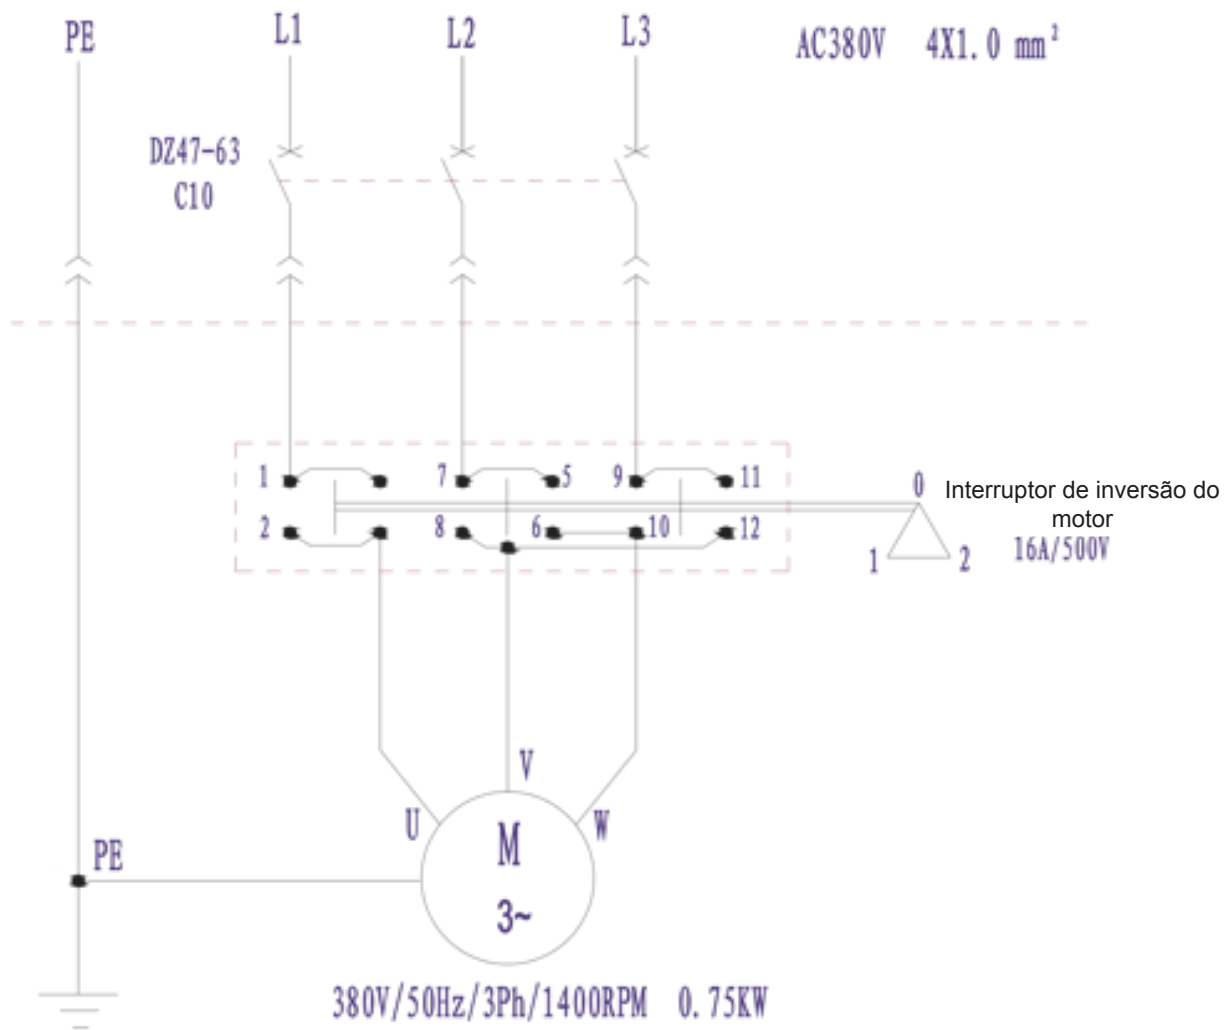 PE L1 L2 L3 AC380V 4X1.0 mm²
DZ47-63
C10
1 7 5 9 11
2 8 6 10 12
0
Interruptor de inversão do
motor
1 2
16A/500V
V
U W
M
3~
PE
380V/50Hz/3Ph/1400RPM 0.75KW